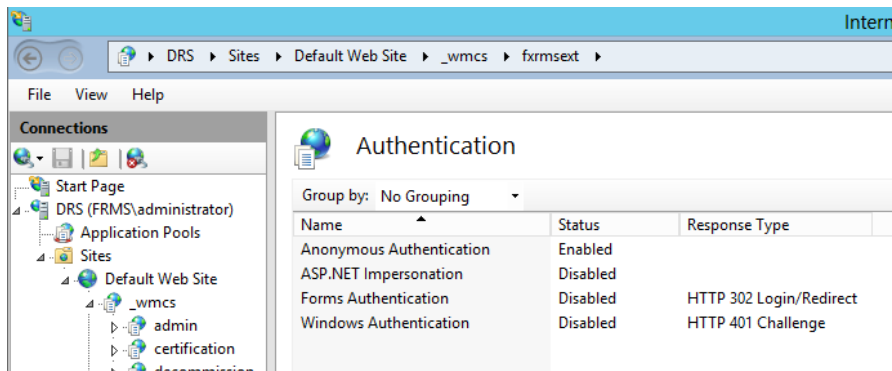 Intern
DRS Sites Default Web Site _wmcs fxrmsext
File View Help
Connections
Start Page
DRS (FRMS\administrator)
Application Pools
Sites
Default Web Site
_wmcs
admin
certification
decommission
Authentication
Group by: No Grouping
Name Status Response Type
Anonymous Authentication Enabled
ASP.NET Impersonation Disabled
Forms Authentication Disabled HTTP 302 Login/Redirect
Windows Authentication Disabled HTTP 401 Challenge